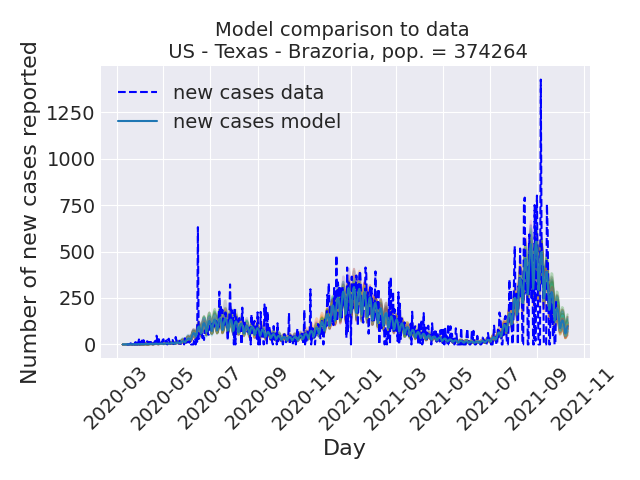 Model comparison to data
US - Texas - Brazoria, pop. = 374264
Number of new cases reported
new cases data
new cases model
1250
1000
750
500
250
0
2020-03
2020-05
2020-07
2020-09
2020-11
2021-01
2021-03
2021-05
2021-07
2021-09
2021-11
Day